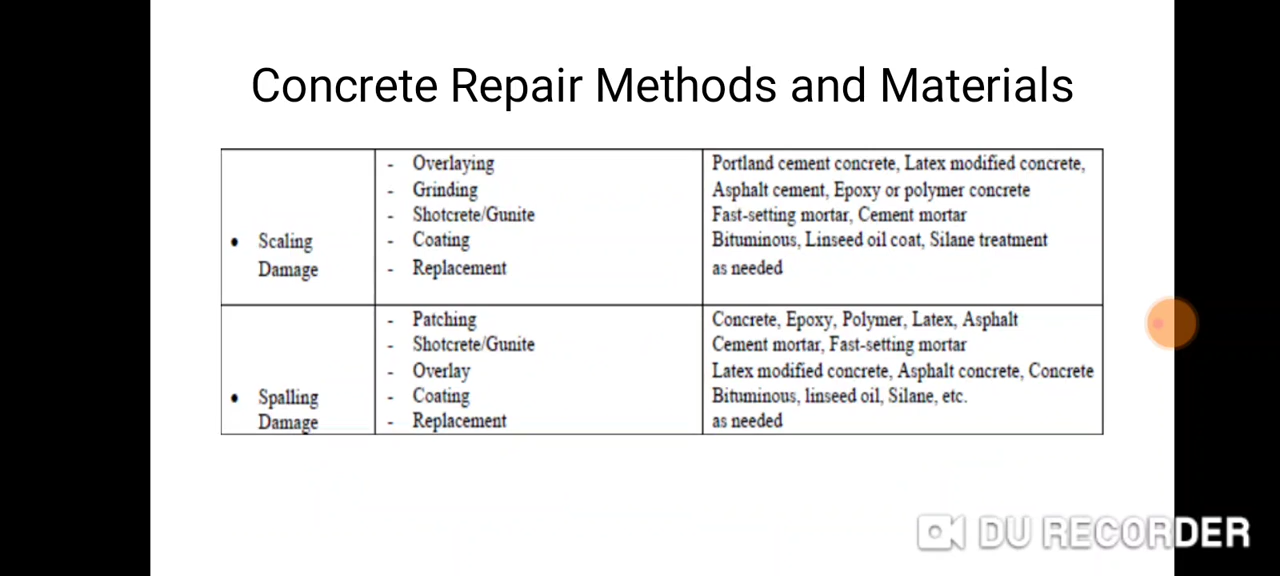 Concrete Repair Methods and Materials
- Overlaying Portland cement concrete, Latex modified concrete,
- Grinding Asphalt cement, Epoxy or polymer concrete
- Shotcrete/Gunite Fast-setting mortar, Cement mortar
• Scaling - Coating Bituminous, Linseed oil coat, Silane treatment
Damage - Replacement as needed
- Patching Concrete, Epoxy, Polymer, Latex, Asphalt
- Shotcrete/Gunite Cement mortar, Fast-setting mortar
- Overlay Latex modified concrete, Asphalt concrete, Concrete
• Spalling - Coating Bituminous, linseed oil, Silane, etc.
Damage - Replacement as needed
DU RECORDER